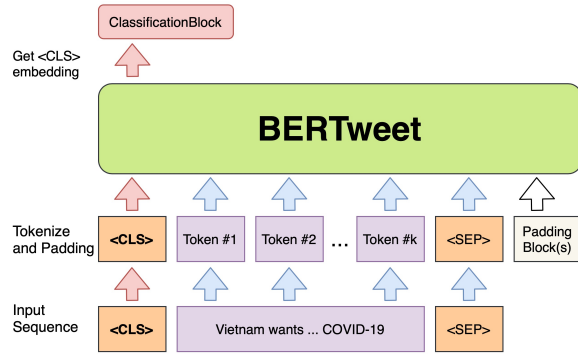 ClassificationBlock
Get <CLS>
embedding
BERTweet
Tokenize
and Padding
<CLS>
Token #1
Token #2
...
Token #k
<SEP>
Padding
Block(s)
Input
Sequence
<CLS>
Vietnam wants ... COVID-19
<SEP>